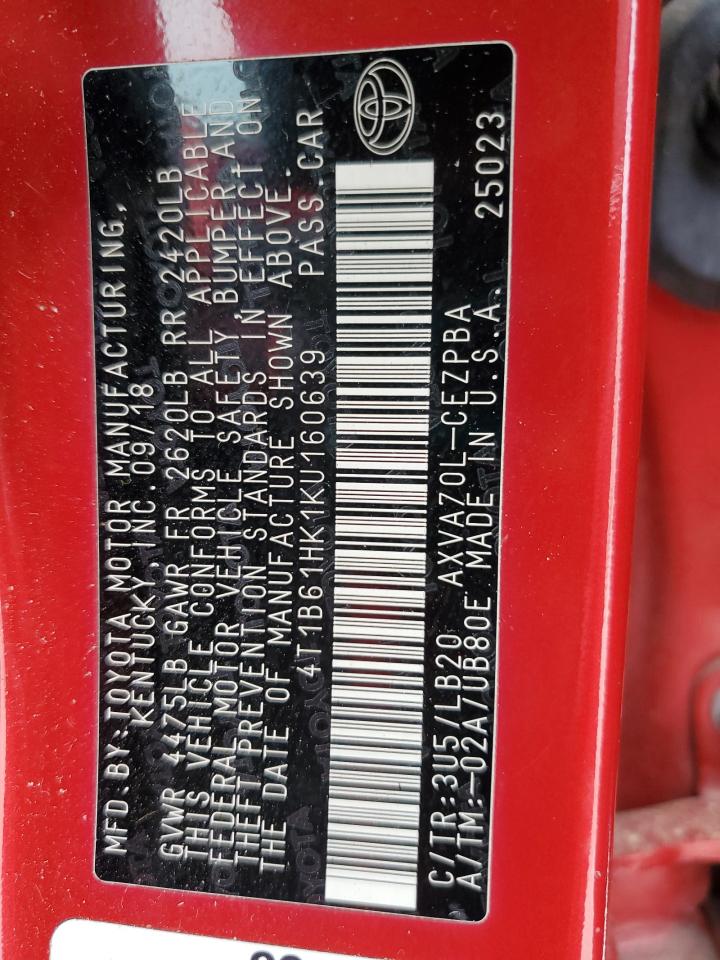 MFD.BY:TOYOTA MOTOR MANUFACTURING,
KENTUCKY, INC.09/18
GVWR 4475LB GAWR FR 2620LB RR 2420LB
THIS VEHICLE CONFORMS TO ALL APPLICABLE
FEDERAL MOTOR VEHICLE SAFETY, BUMPER AND
THEFT PREVENTION STANDARDS IN EFFECT ON
THE DATE OF MANUFACTURE SHOWN ABOVE.
4T1B61HK1KU160639 PASS.CAR
C/TR:3U5/LB20 AXVA70L-CEZPBA
A/TM:-02A/UB80E MADE IN U.S.A. 25023